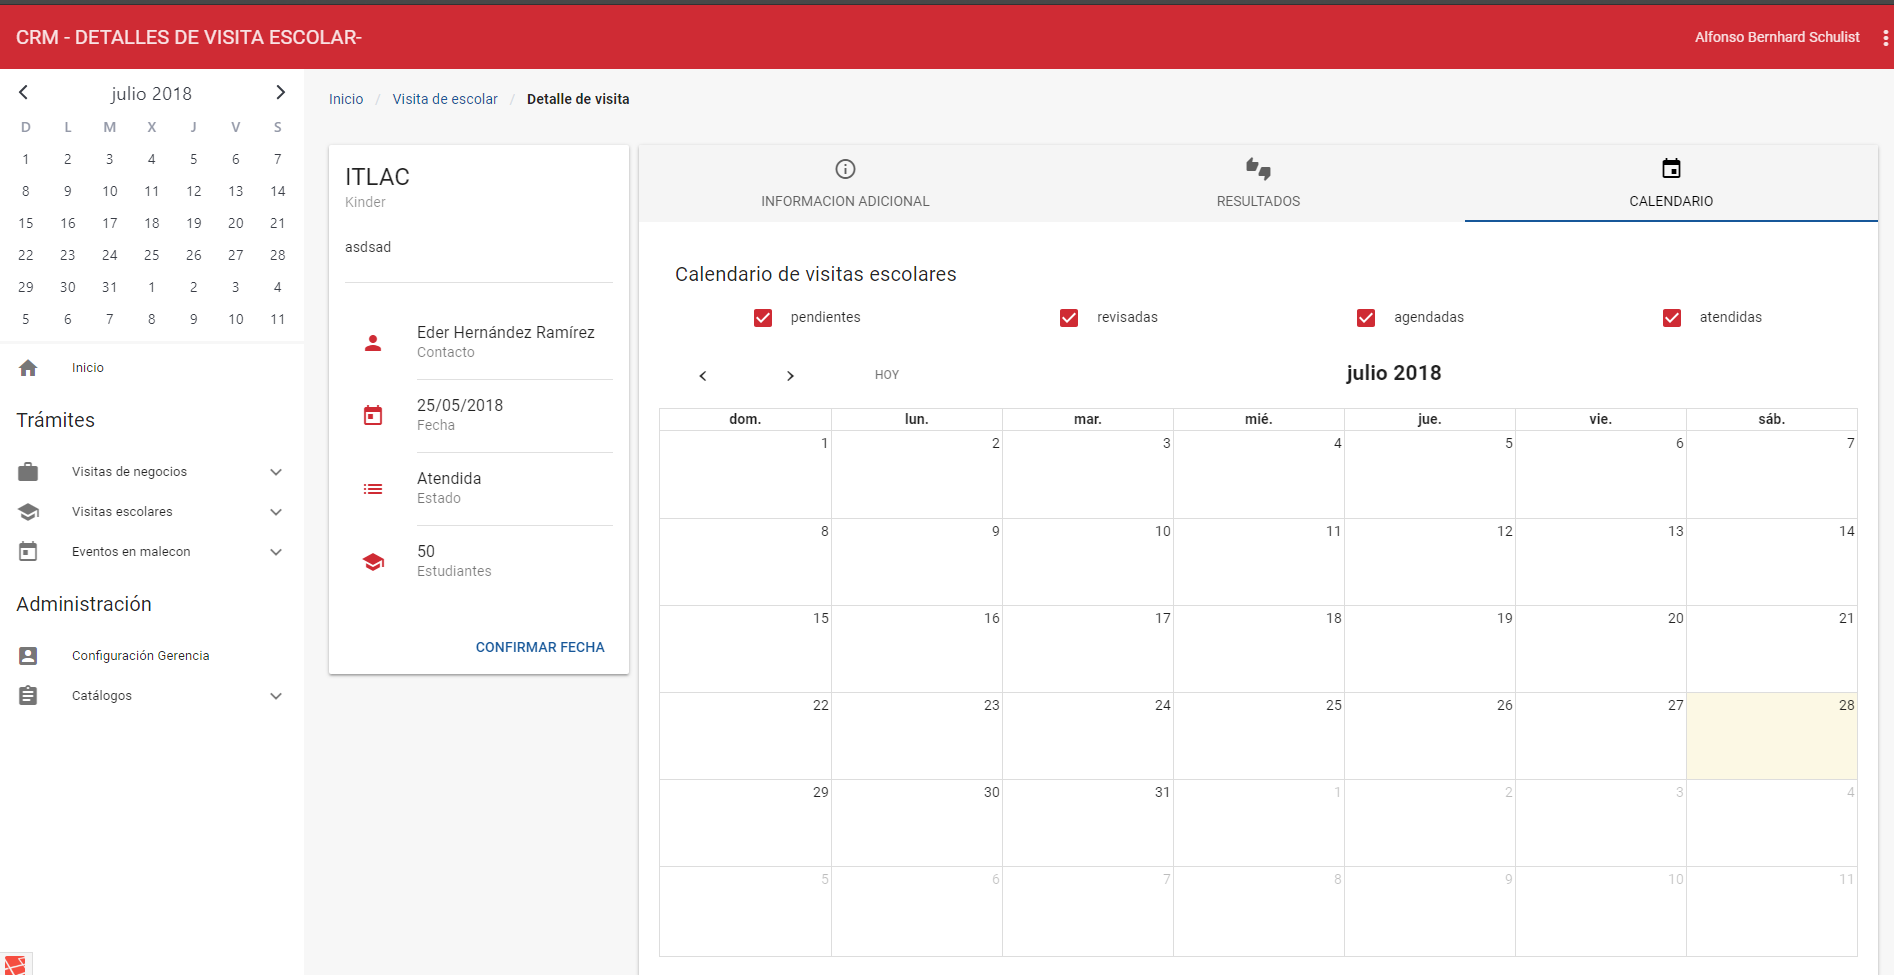 CRM - DETALLES DE VISITA ESCOLAR-
Alfonso Bernhard Schulist
julio 2018
D L M X J V S
1 2 3 4 5 6 7
8 9 10 11 12 13 14
15 16 17 18 19 20 21
22 23 24 25 26 27 28
29 30 31 1 2 3 4
5 6 7 8 9 10 11
Inicio
Trámites
Visitas de negocios
Visitas escolares
Eventos en malecon
Administración
Configuración Gerencia
Catálogos
Inicio / Visita de escolar / Detalle de visita
ITLAC
Kinder
asdsad
Eder Hernández Ramírez
Contacto
25/05/2018
Fecha
Atendida
Estado
50
Estudiantes
CONFIRMAR FECHA
INFORMACION ADICIONAL
RESULTADOS
CALENDARIO
Calendario de visitas escolares
pendientes revisadas agendadas atendidas
HOY
julio 2018
dom. lun. mar. mié. jue. vie. sáb.
1 2 3 4 5 6 7
8 9 10 11 12 13 14
15 16 17 18 19 20 21
22 23 24 25 26 27 28
29 30 31 1 2 3 4
5 6 7 8 9 10 11